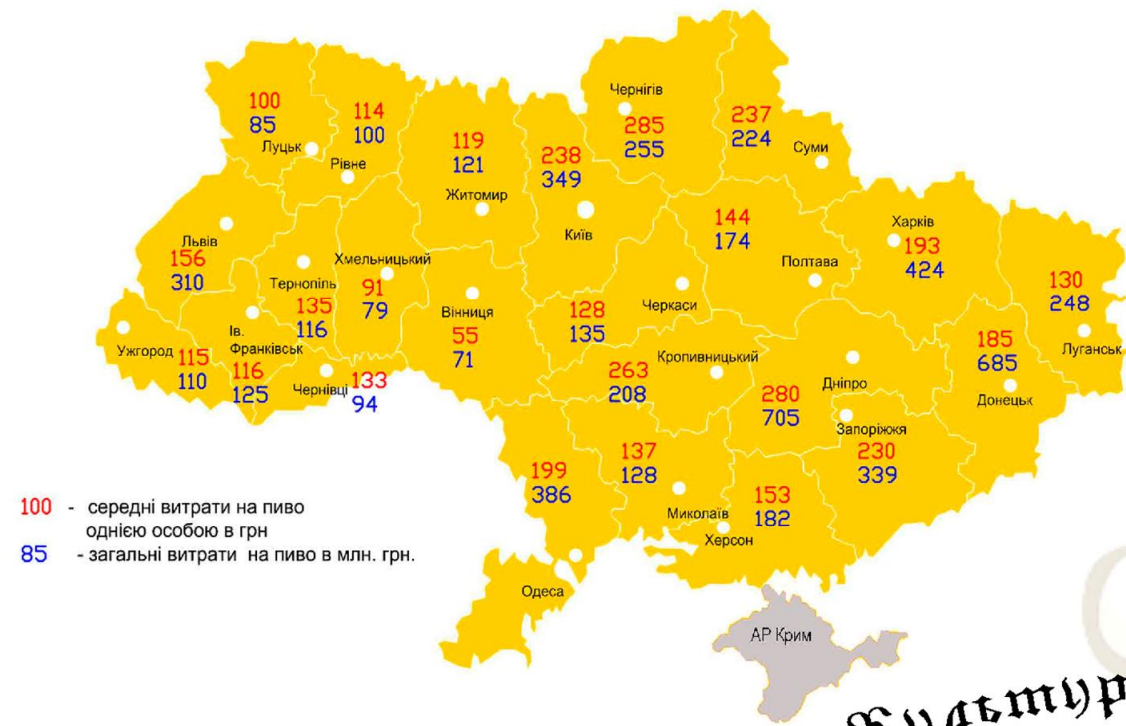 100
85
Луцьк
114
100
Рівне
119
121
Житомир
238
349
Київ
Чернігів
285
255
237
224
Суми
Львів
156
310
Тернопіль
135
116
Хмельницький
91
79
Вінниця
55
71
128
135
Черкаси
144
174
Полтава
Харків
193
424
130
248
Луганськ
Ужгород
115
110
Ів.
Франківськ
116
125
Чернівці
133
94
Кропивницький
263
208
Дніпро
280
705
185
685
Донецьк
Запоріжжя
230
339
199
386
Одеса
137
128
Миколаїв
153
182
Херсон
АР Крим
100 - середні витрати на пиво
однією особою в грн
85 - загальні витрати на пиво в млн. грн.